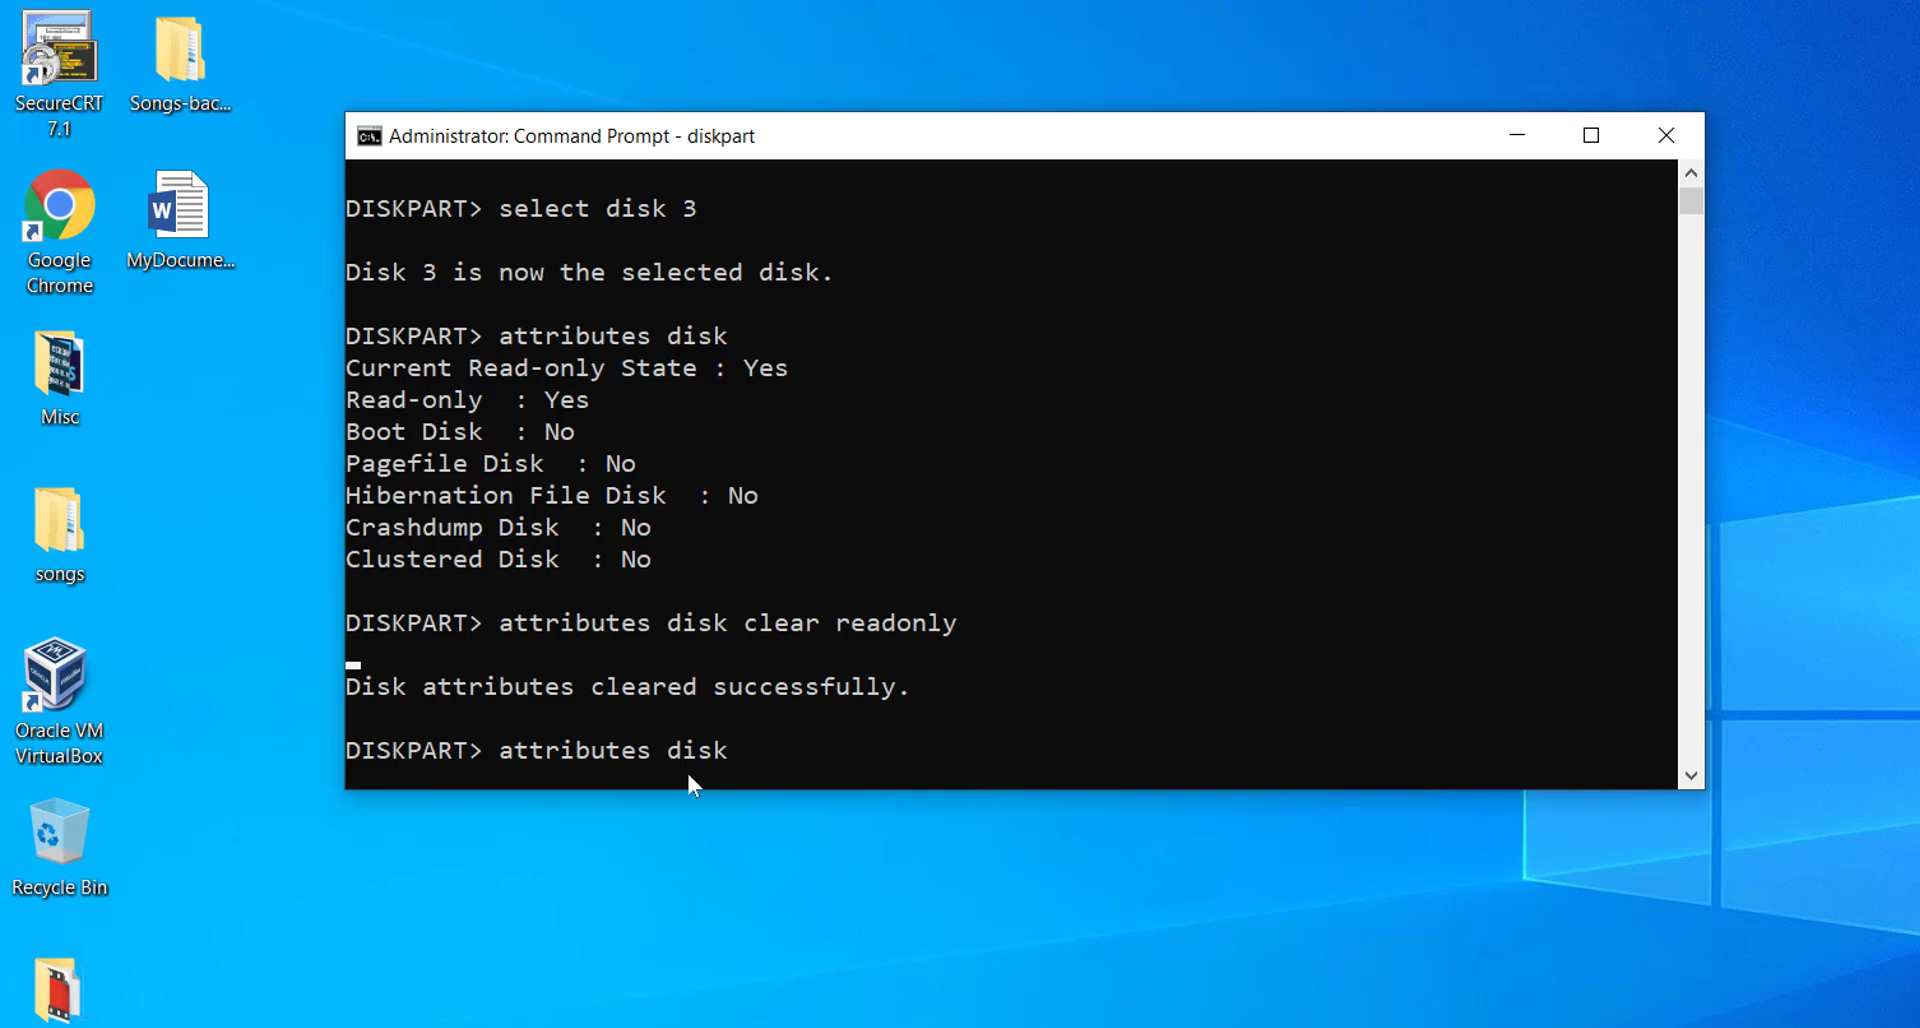 SecureCRT
7.1
Songs-bac...
Google
Chrome
MyDocume...
Misc
songs
Oracle VM
VirtualBox
Recycle Bin
Administrator: Command Prompt - diskpart
DISKPART> select disk 3
Disk 3 is now the selected disk.
DISKPART> attributes disk
Current Read-only State : Yes
Read-only  : Yes
Boot Disk  : No
Pagefile Disk  : No
Hibernation File Disk  : No
Crashdump Disk  : No
Clustered Disk  : No
DISKPART> attributes disk clear readonly
Disk attributes cleared successfully.
DISKPART> attributes disk